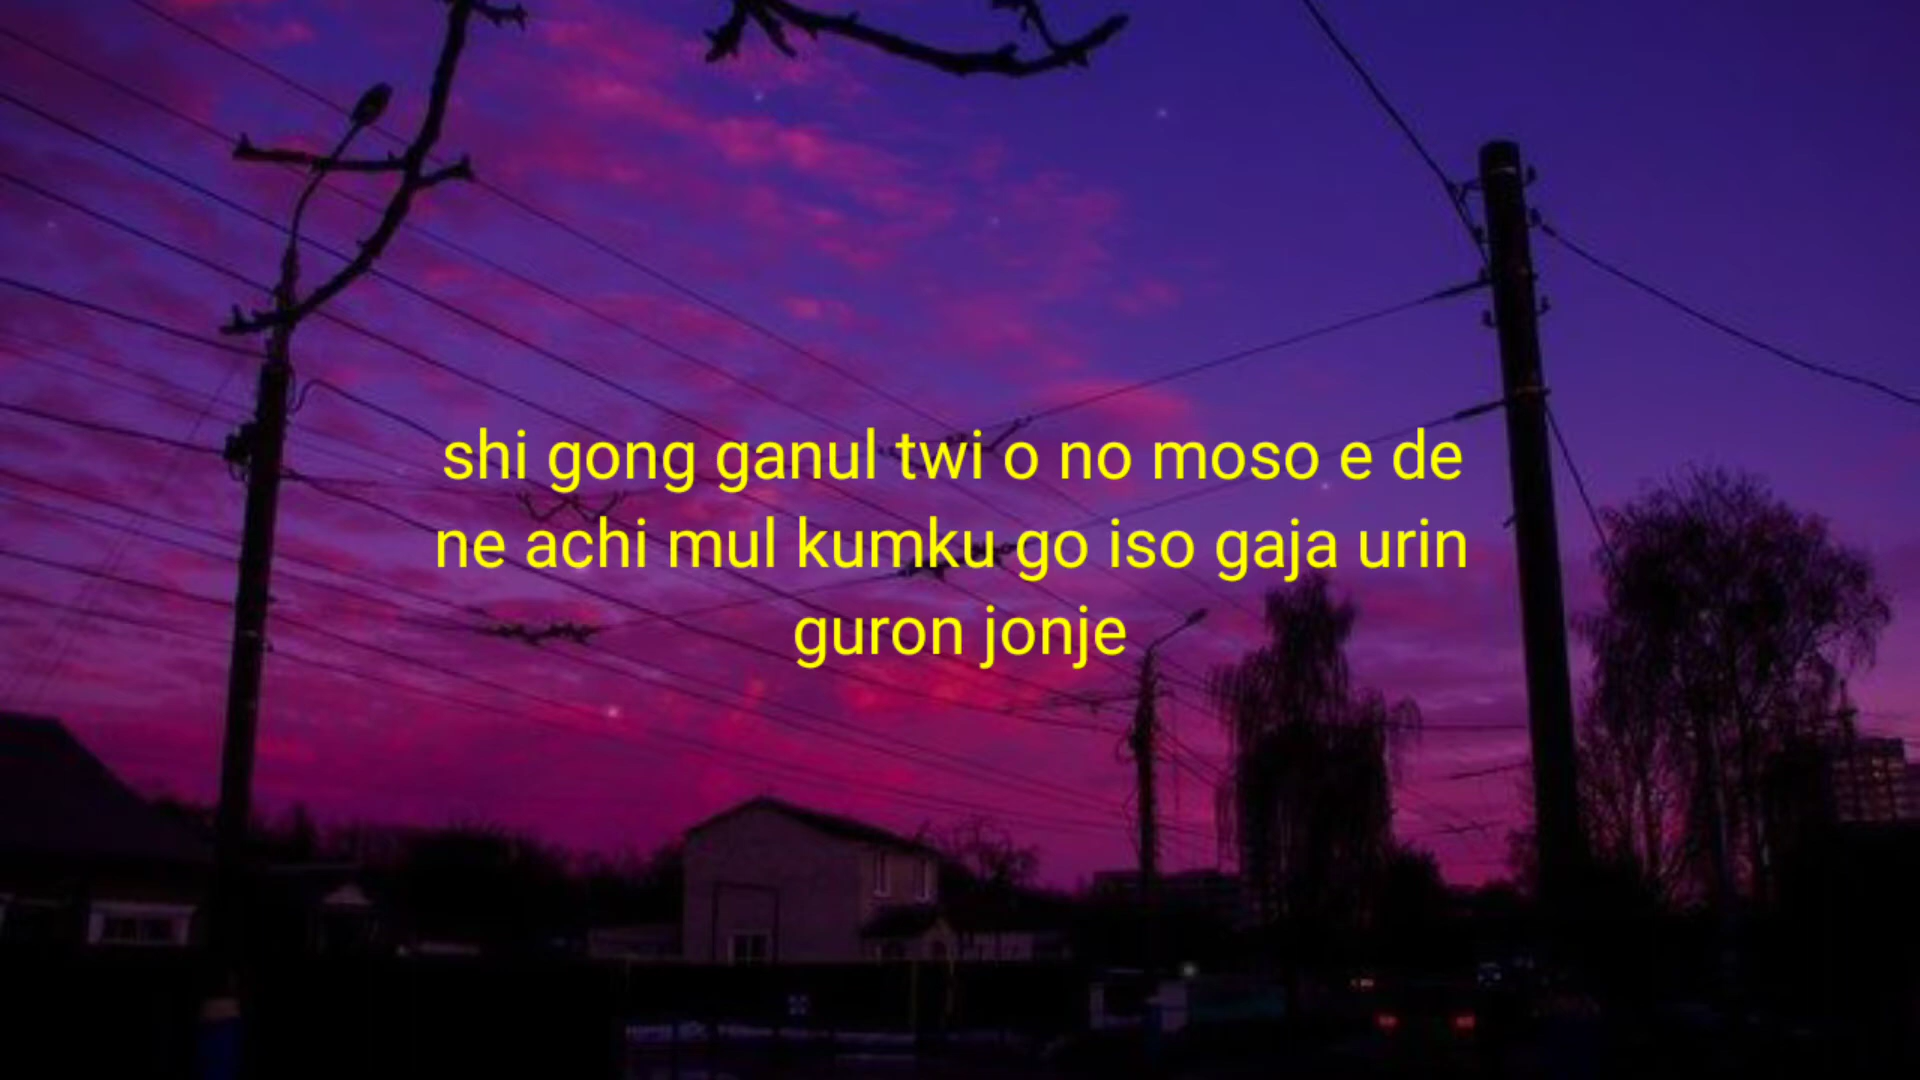 shi gong ganul twi o no moso e de
ne achi mul kumku go iso gaja urin
guron jonje